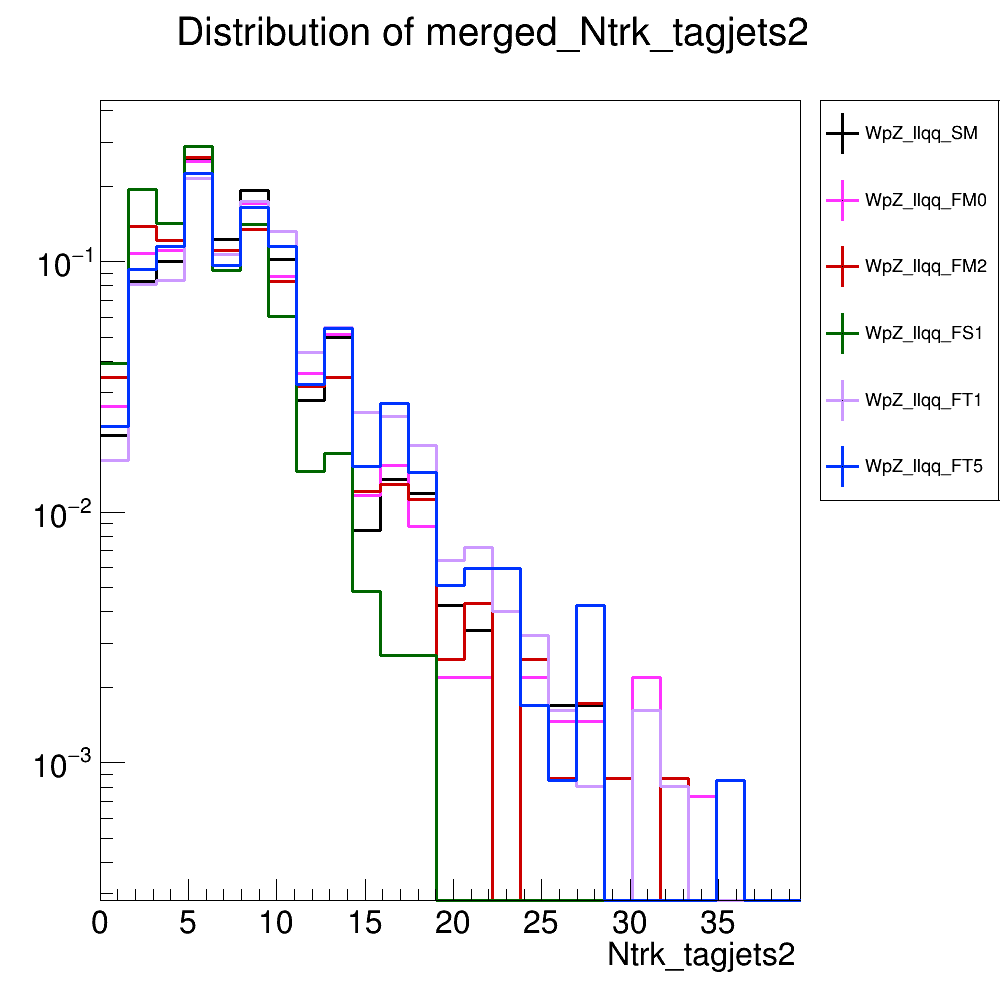 Distribution of merged_Ntrk_tagjets2
WpZ_llqq_SM
WpZ_llqq_FM0
WpZ_llqq_FM2
WpZ_llqq_FS1
WpZ_llqq_FT1
WpZ_llqq_FT5
10−1
10−2
10−3
0 5 10 15 20 25 30 35
Ntrk_tagjets2